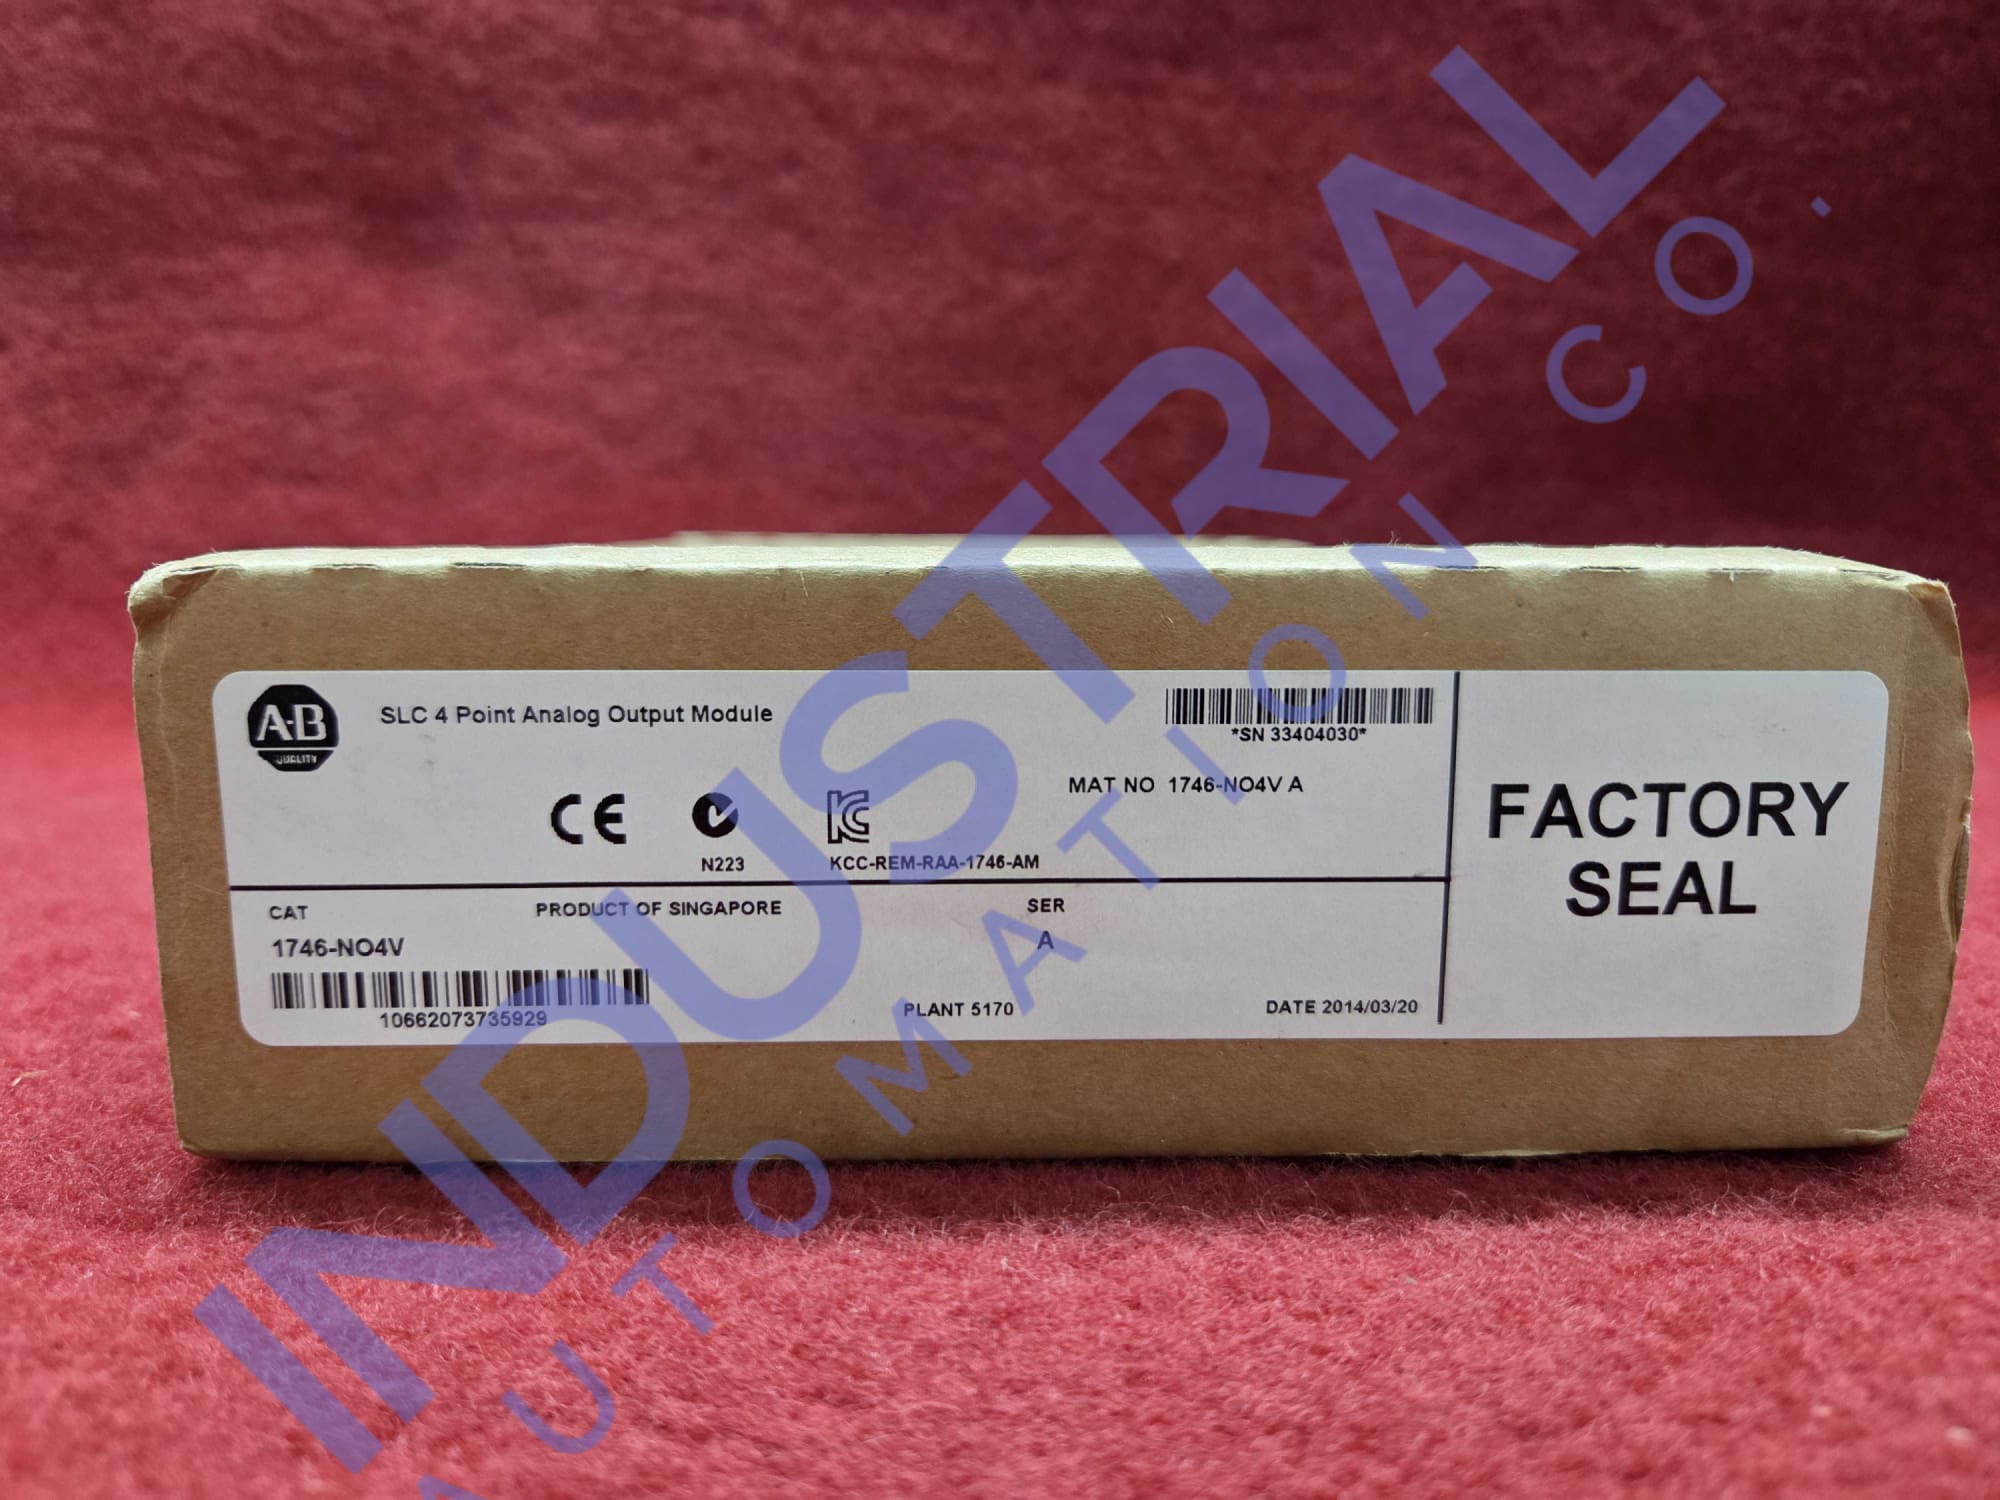 A-B
QUALITY
SLC 4 Point Analog Output Module
*SN 33404030*
MAT NO 1746-NO4V A
CE
N223
KCC-REM-RAA-1746-AM
FACTORY
SEAL
CAT
PRODUCT OF SINGAPORE
SER
1746-NO4V
A
10662073735929
PLANT 5170
DATE 2014/03/20
INDUSTRIAL
AUTOMATION CO.